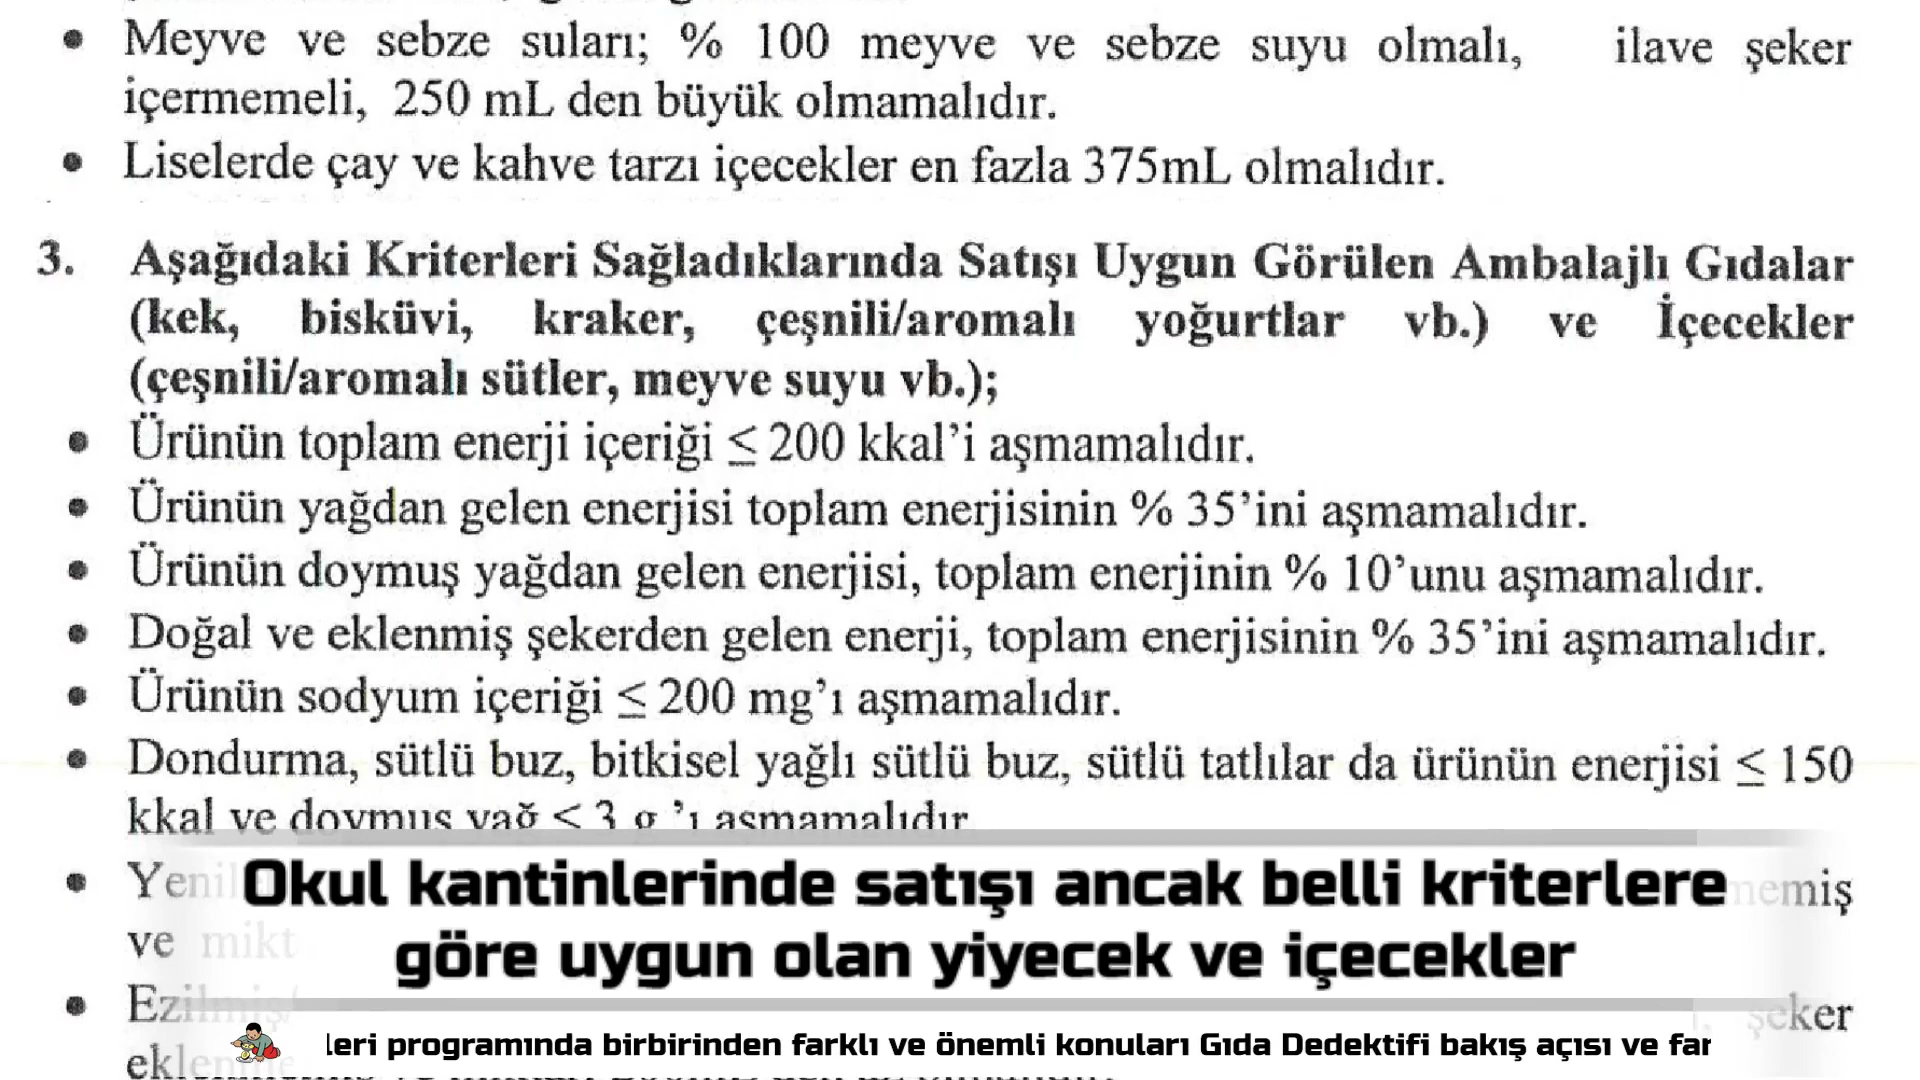 • Meyve ve sebze suları; % 100 meyve ve sebze suyu olmalı, ilave şeker
içermemeli, 250 mL den büyük olmamalıdır.
• Liselerde çay ve kahve tarzı içecekler en fazla 375mL olmalıdır.
3. Aşağıdaki Kriterleri Sağladıklarında Satışı Uygun Görülen Ambalajlı Gıdalar
(kek, bisküvi, kraker, çeşnili/aromalı yoğurtlar vb.) ve İçecekler
(çeşnili/aromalı sütler, meyve suyu vb.);
• Ürünün toplam enerji içeriği ≤ 200 kkal’i aşmamalıdır.
• Ürünün yağdan gelen enerjisi toplam enerjisinin % 35’ini aşmamalıdır.
• Ürünün doymuş yağdan gelen enerjisi, toplam enerjinin % 10’unu aşmamalıdır.
• Doğal ve eklenmiş şekerden gelen enerji, toplam enerjisinin % 35’ini aşmamalıdır.
• Ürünün sodyum içeriği ≤ 200 mg’ı aşmamalıdır.
• Dondurma, sütlü buz, bitkisel yağlı sütlü buz, sütlü tatlılar da ürünün enerjisi ≤ 150
kkal ve doymuş yağ ≤ 3 g ’ı aşmamalıdır
Okul kantinlerinde satışı ancak belli kriterlere
göre uygun olan yiyecek ve içecekler
ve
• Ezilmiş/ şeker
leri programında birbirinden farklı ve önemli konuları Gıda Dedektifi bakış açısı ve far